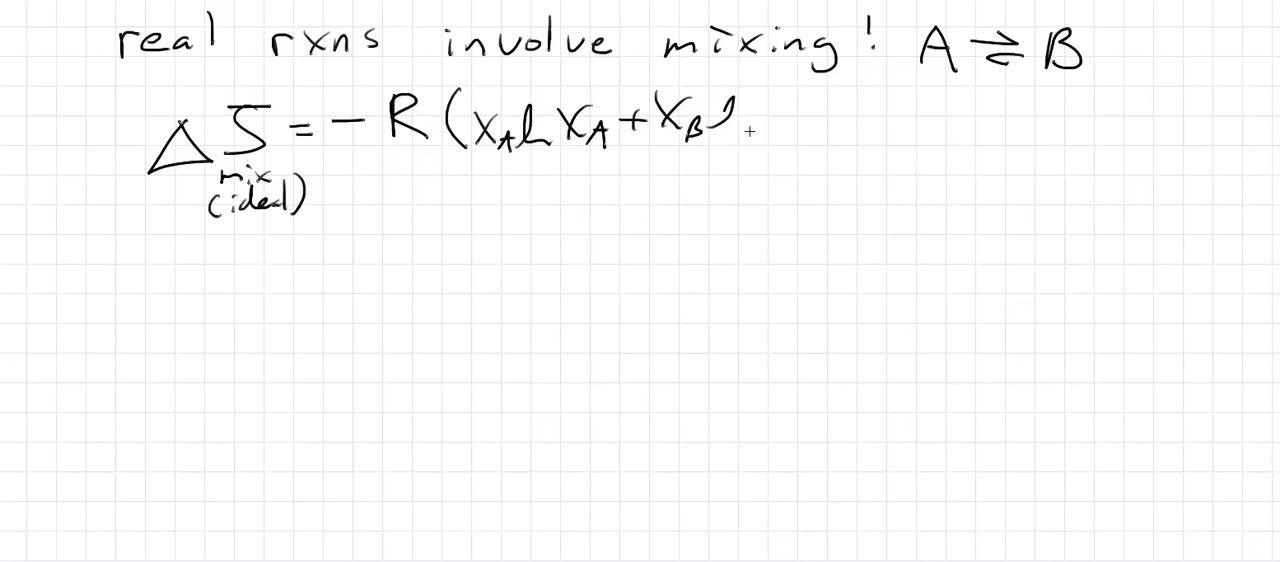 real rxns involve mixing! A ⇌ B
ΔS = - R (x_A ln x_A + x_B
mix
(ideal)